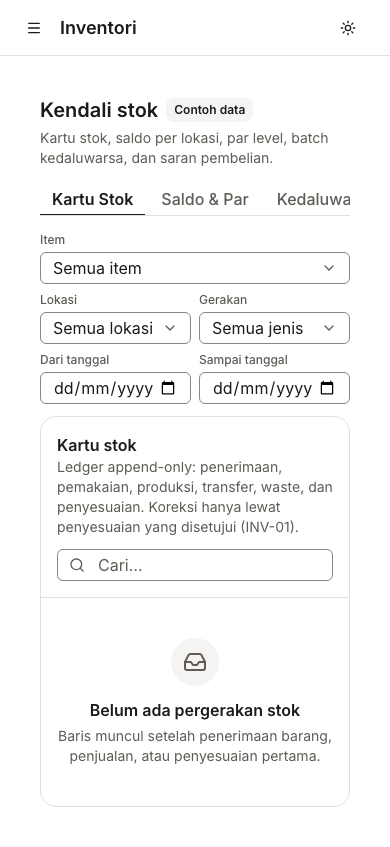 Inventori
Kendali stok
Contoh data
Kartu stok, saldo per lokasi, par level, batch
kedaluwarsa, dan saran pembelian.
Kartu Stok
Saldo & Par
Kedaluwa
Item
Semua item
Lokasi
Gerakan
Semua lokasi
Semua jenis
Dari tanggal
Sampai tanggal
dd/mm/yyyy
dd/mm/yyyy
Kartu stok
Ledger append-only: penerimaan,
pemakaian, produksi, transfer, waste, dan
penyesuaian. Koreksi hanya lewat
penyesuaian yang disetujui (INV-01).
Cari...
Belum ada pergerakan stok
Baris muncul setelah penerimaan barang,
penjualan, atau penyesuaian pertama.